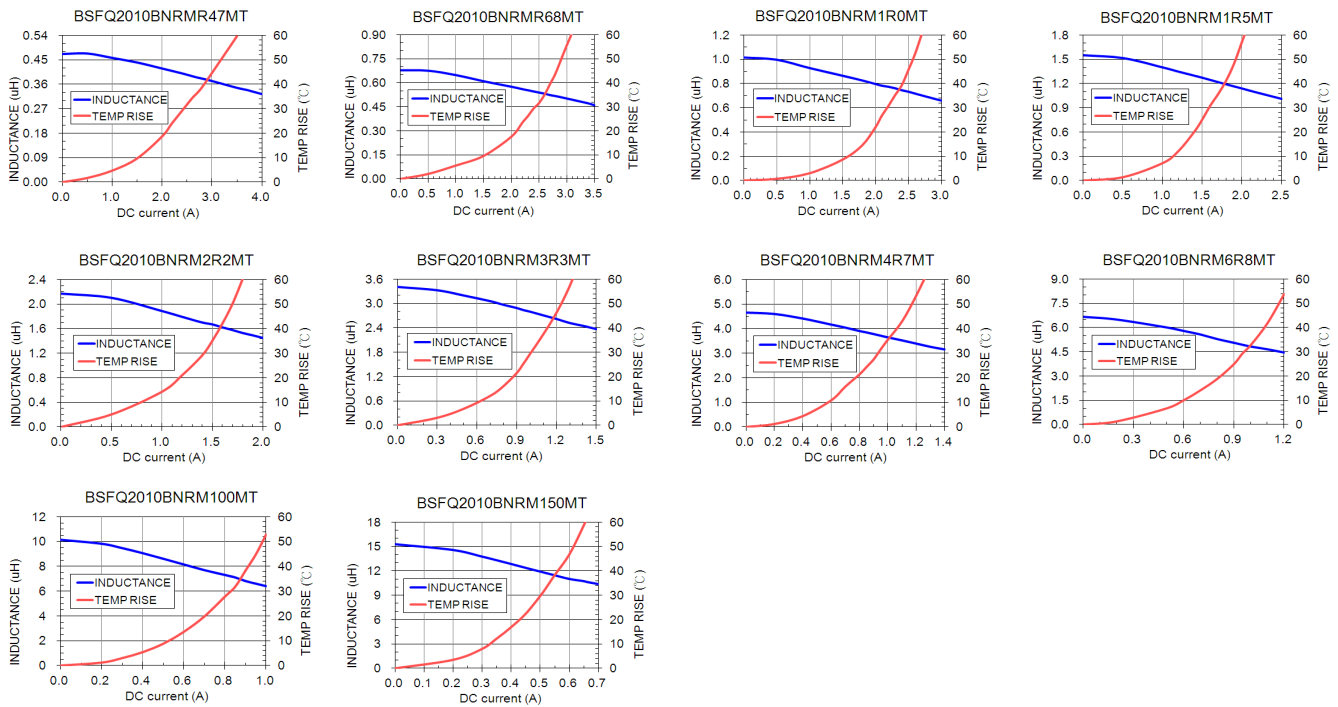 BSFQ2010BNRMR47MT
INDUCTANCE (uH)
0.54
0.45
0.36
0.27
0.18
0.09
0.00
INDUCTANCE
TEMP RISE
60
50
40
30
20
10
0
TEMP RISE (℃)
0.0 1.0 2.0 3.0 4.0
DC current (A)
BSFQ2010BNRMR68MT
INDUCTANCE (uH)
0.90
0.75
0.60
0.45
0.30
0.15
0.00
INDUCTANCE
TEMP RISE
60
50
40
30
20
10
0
TEMP RISE (℃)
0.0 0.5 1.0 1.5 2.0 2.5 3.0 3.5
DC current (A)
BSFQ2010BNRM1R0MT
INDUCTANCE (uH)
1.2
1.0
0.8
0.6
0.4
0.2
0.0
INDUCTANCE
TEMP RISE
60
50
40
30
20
10
0
TEMP RISE (℃)
0.0 0.5 1.0 1.5 2.0 2.5 3.0
DC current (A)
BSFQ2010BNRM1R5MT
INDUCTANCE (uH)
1.8
1.5
1.2
0.9
0.6
0.3
0.0
INDUCTANCE
TEMP RISE
60
50
40
30
20
10
0
TEMP RISE (℃)
0.0 0.5 1.0 1.5 2.0 2.5
DC current (A)
BSFQ2010BNRM2R2MT
INDUCTANCE (uH)
2.4
2.0
1.6
1.2
0.8
0.4
0.0
INDUCTANCE
TEMP RISE
60
50
40
30
20
10
0
TEMP RISE (℃)
0.0 0.5 1.0 1.5 2.0
DC current (A)
BSFQ2010BNRM3R3MT
INDUCTANCE (uH)
3.6
3.0
2.4
1.8
1.2
0.6
0.0
INDUCTANCE
TEMP RISE
60
50
40
30
20
10
0
TEMP RISE (℃)
0.0 0.3 0.6 0.9 1.2 1.5
DC current (A)
BSFQ2010BNRM4R7MT
INDUCTANCE (uH)
6.0
5.0
4.0
3.0
2.0
1.0
0.0
INDUCTANCE
TEMP RISE
60
50
40
30
20
10
0
TEMP RISE (℃)
0.0 0.2 0.4 0.6 0.8 1.0 1.2 1.4
DC current (A)
BSFQ2010BNRM6R8MT
INDUCTANCE (uH)
9.0
7.5
6.0
4.5
3.0
1.5
0.0
INDUCTANCE
TEMP RISE
60
50
40
30
20
10
0
TEMP RISE (℃)
0.0 0.3 0.6 0.9 1.2
DC current (A)
BSFQ2010BNRM100MT
INDUCTANCE (uH)
12
10
8
6
4
2
0
INDUCTANCE
TEMP RISE
60
50
40
30
20
10
0
TEMP RISE (℃)
0.0 0.2 0.4 0.6 0.8 1.0
DC current (A)
BSFQ2010BNRM150MT
INDUCTANCE (uH)
18
15
12
9
6
3
0
INDUCTANCE
TEMP RISE
60
50
40
30
20
10
0
TEMP RISE (℃)
0.0 0.1 0.2 0.3 0.4 0.5 0.6 0.7
DC current (A)